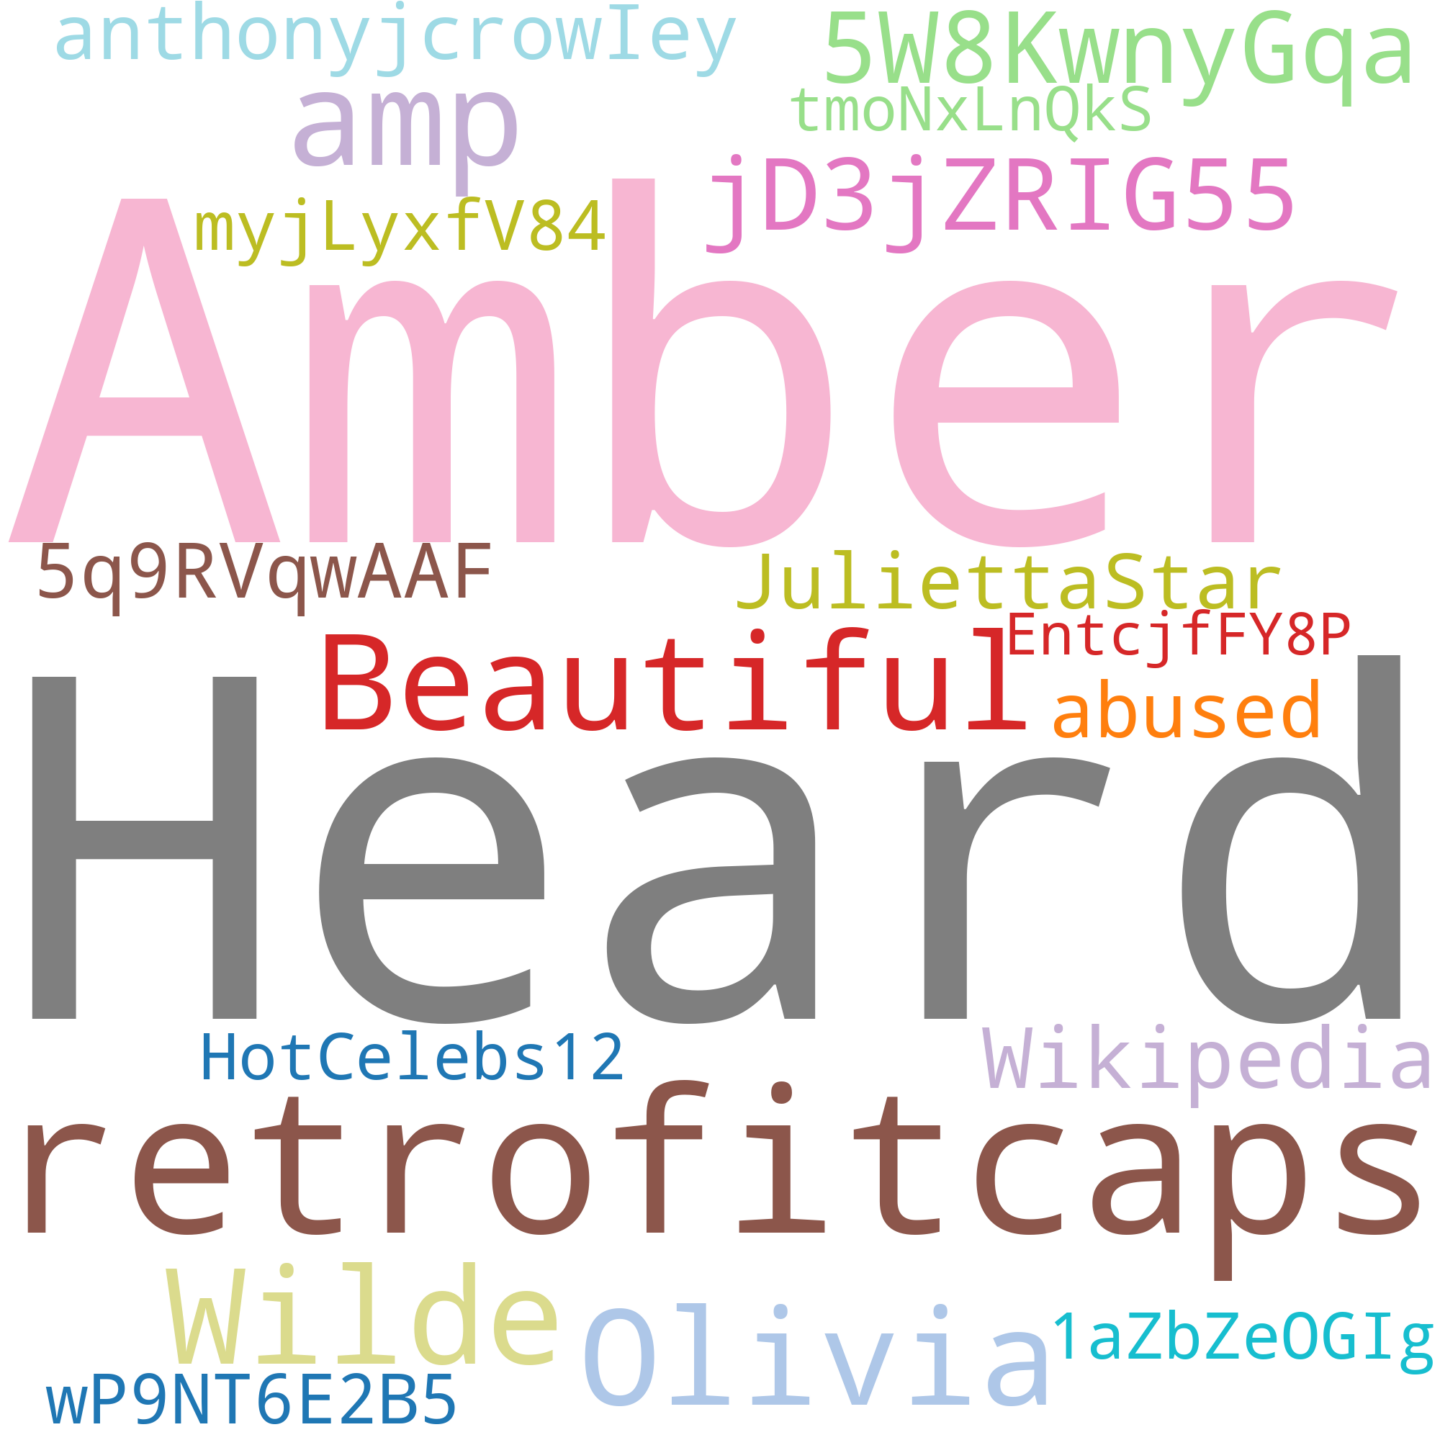 anthonyjcrowIey
5W8KwnyGqa
amp
tmoNxLnQkS
myjLyxfV84
jD3jZRIG55
Amber
5q9RVqwAAF
JuliettaStar
Beautiful
EntcjfFY8P
abused
Heard
HotCelebs12
Wikipedia
retrofitcaps
Wilde
Olivia
1aZbZeOGIg
wP9NT6E2B5